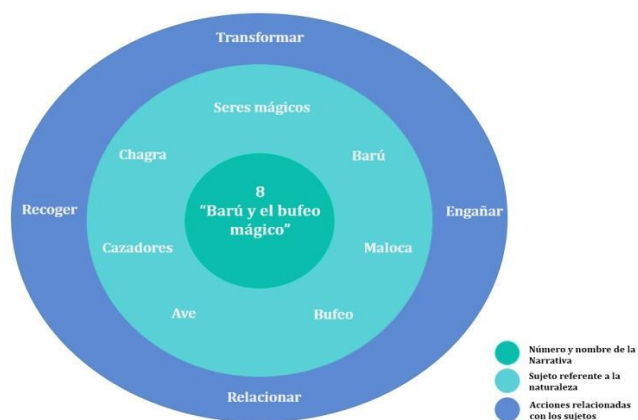 Transformar
Seres mágicos
Chagra
Barú
8
“Barú y el bufeo
mágico”
Recoger
Engañar
Cazadores
Maloca
Ave
Bufeo
Relacionar
Número y nombre de la
Narrativa
Sujeto referente a la
naturaleza
Acciones relacionadas
con los sujetos